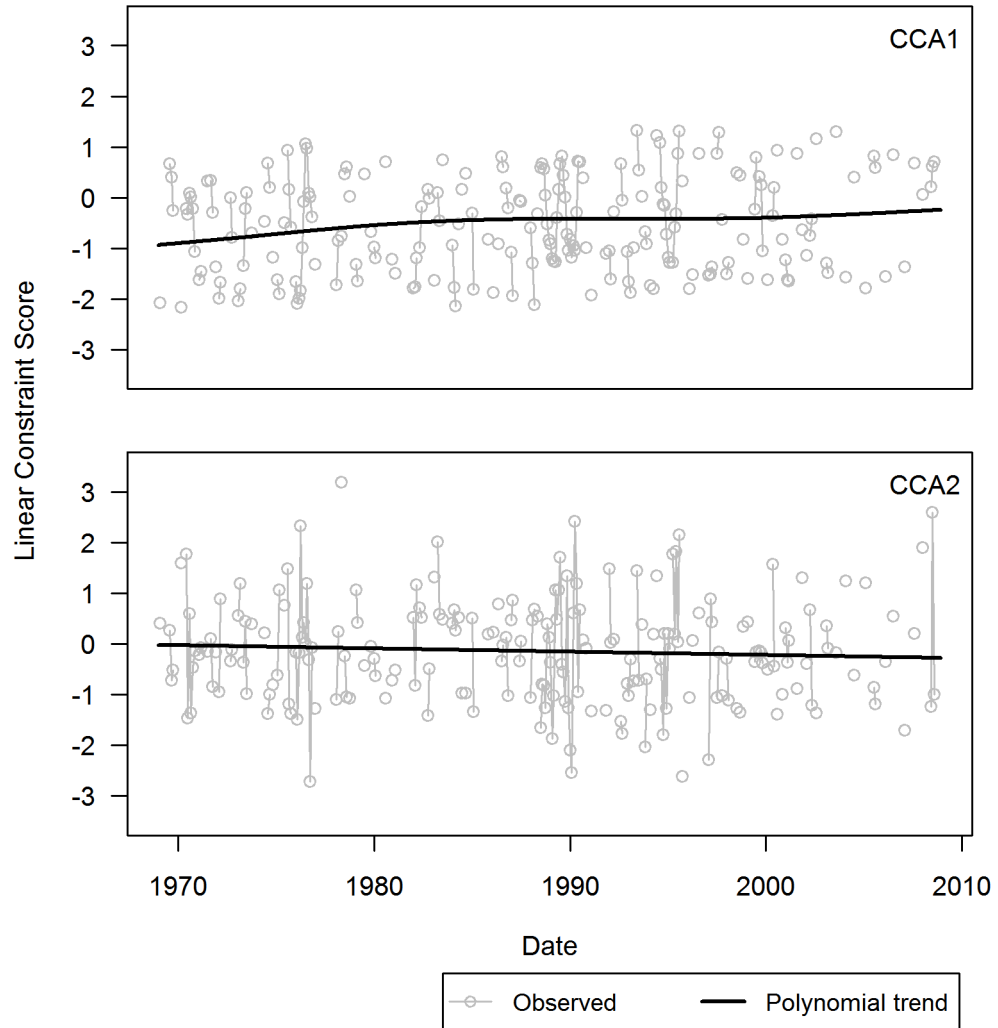 CCA1
3
2
1
0
-1
-2
-3
Linear Constraint Score
CCA2
3
2
1
0
-1
-2
-3
1970 1980 1990 2000 2010
Date
Observed Polynomial trend